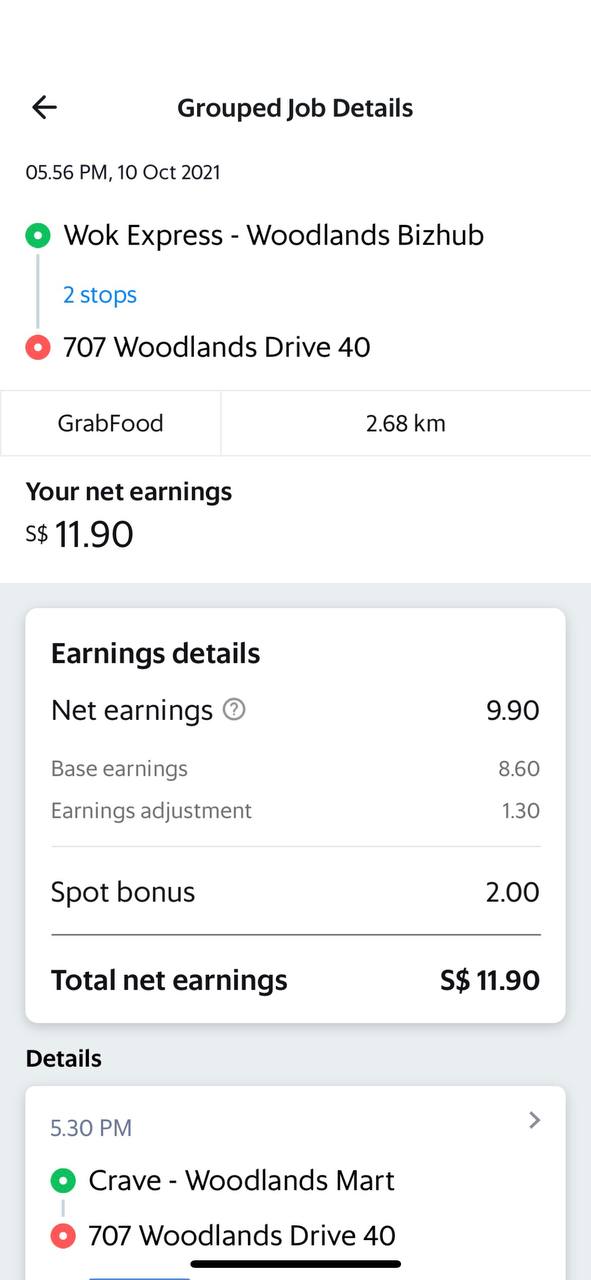 Grouped Job Details
05.56 PM, 10 Oct 2021
Wok Express - Woodlands Bizhub
2 stops
707 Woodlands Drive 40
GrabFood 2.68 km
Your net earnings
S$ 11.90
Earnings details
Net earnings ? 9.90
Base earnings 8.60
Earnings adjustment 1.30
Spot bonus 2.00
Total net earnings S$ 11.90
Details
5.30 PM
Crave - Woodlands Mart
707 Woodlands Drive 40